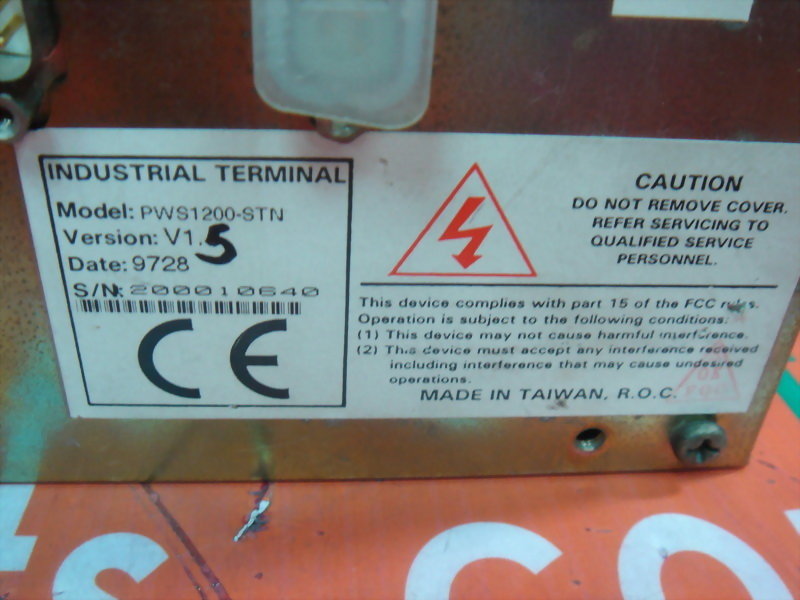 INDUSTRIAL TERMINAL
Model: PWS1200-STN
Version: V1.5
Date: 9728
S/N: 200010640
CE
CAUTION
DO NOT REMOVE COVER.
REFER SERVICING TO
QUALIFIED SERVICE
PERSONNEL.
This device complies with part 15 of the FCC rules.
Operation is subject to the following conditions:
(1) This device may not cause harmful interference.
(2) This device must accept any interference received
including interference that may cause undesired
operations.
MADE IN TAIWAN, R.O.C.